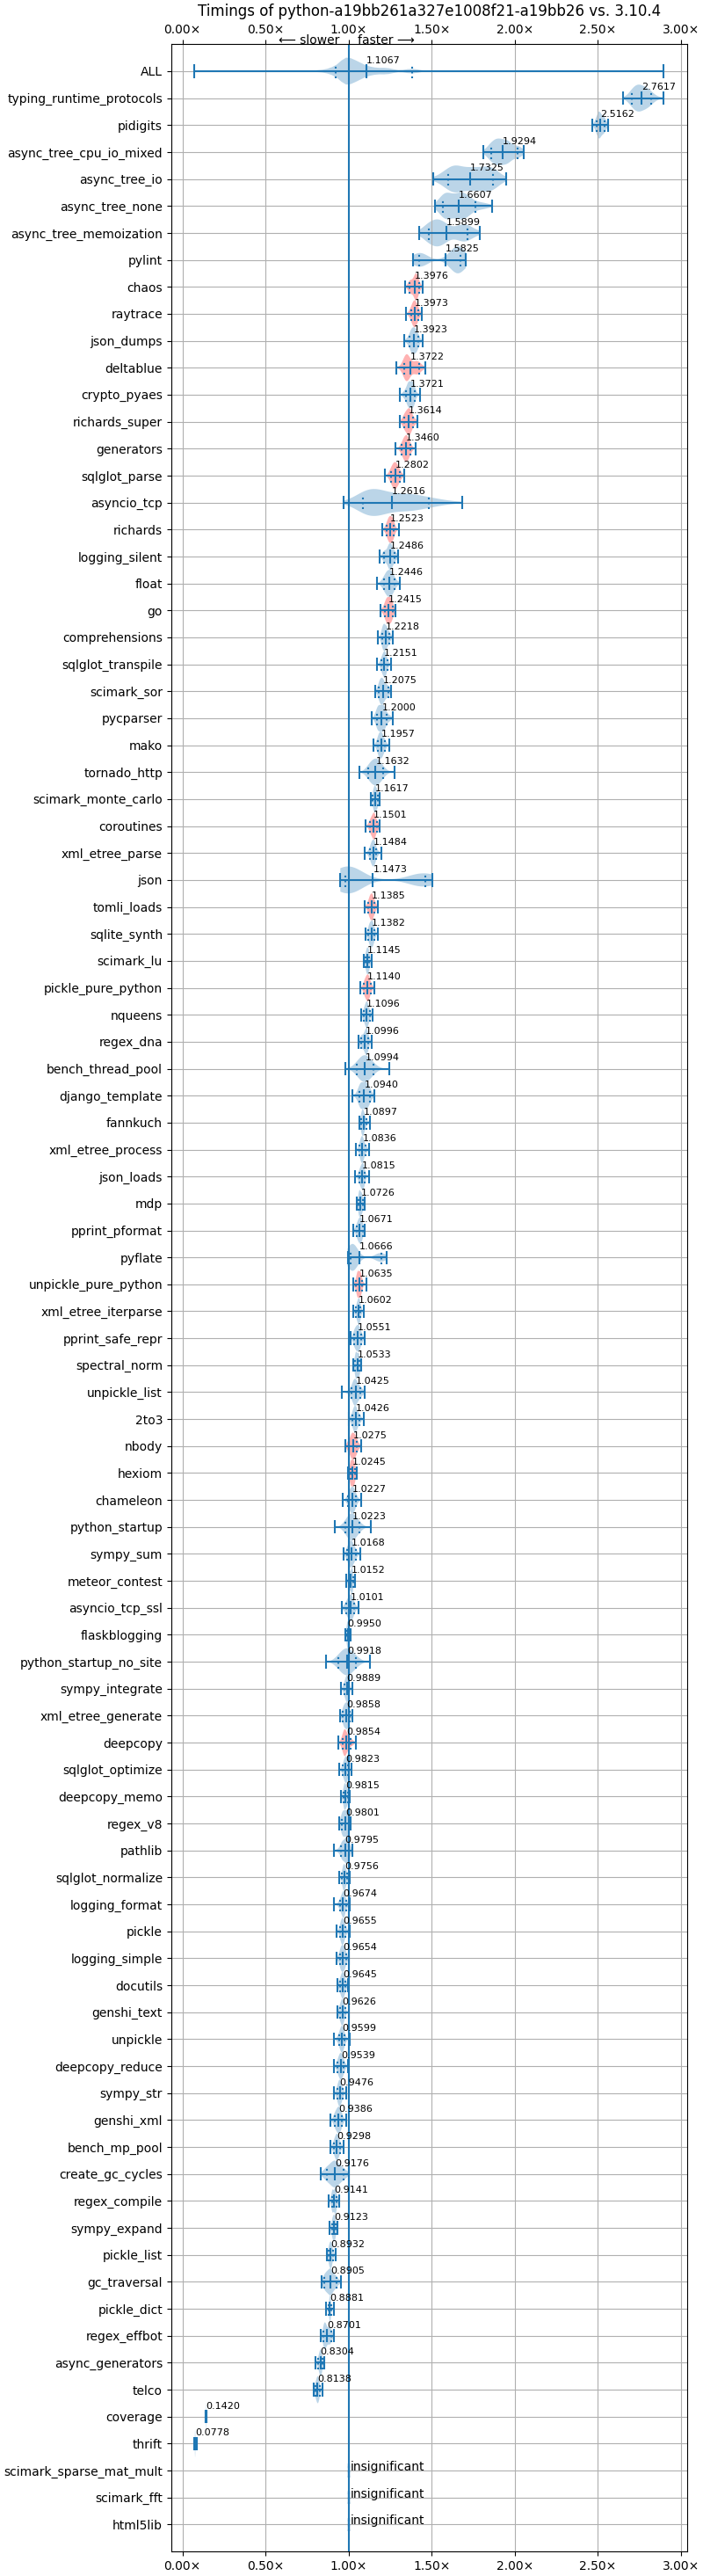 Timings of python-a19bb261a327e1008f21-a19bb26 vs. 3.10.4
0.00× 0.50× 1.00× 1.50× 2.00× 2.50× 3.00×
⟵ slower faster ⟶
ALL 1.1067
typing_runtime_protocols 2.7617
pidigits 2.5162
async_tree_cpu_io_mixed 1.9294
async_tree_io 1.7325
async_tree_none 1.6607
async_tree_memoization 1.5899
pylint 1.5825
chaos 1.3976
raytrace 1.3973
json_dumps 1.3923
deltablue 1.3722
crypto_pyaes 1.3721
richards_super 1.3614
generators 1.3460
sqlglot_parse 1.2802
asyncio_tcp 1.2616
richards 1.2523
logging_silent 1.2486
float 1.2446
go 1.2415
comprehensions 1.2218
sqlglot_transpile 1.2151
scimark_sor 1.2075
pycparser 1.2000
mako 1.1957
tornado_http 1.1632
scimark_monte_carlo 1.1617
coroutines 1.1501
xml_etree_parse 1.1484
json 1.1473
tomli_loads 1.1385
sqlite_synth 1.1382
scimark_lu 1.1145
pickle_pure_python 1.1140
nqueens 1.1096
regex_dna 1.0996
bench_thread_pool 1.0994
django_template 1.0940
fannkuch 1.0897
xml_etree_process 1.0836
json_loads 1.0815
mdp 1.0726
pprint_pformat 1.0671
pyflate 1.0666
unpickle_pure_python 1.0635
xml_etree_iterparse 1.0602
pprint_safe_repr 1.0551
spectral_norm 1.0533
unpickle_list 1.0425
2to3 1.0426
nbody 1.0275
hexiom 1.0245
chameleon 1.0227
python_startup 1.0223
sympy_sum 1.0168
meteor_contest 1.0152
asyncio_tcp_ssl 1.0101
flaskblogging 0.9950
python_startup_no_site 0.9918
sympy_integrate 0.9889
xml_etree_generate 0.9858
deepcopy 0.9854
sqlglot_optimize 0.9823
deepcopy_memo 0.9815
regex_v8 0.9801
pathlib 0.9795
sqlglot_normalize 0.9756
logging_format 0.9674
pickle 0.9655
logging_simple 0.9654
docutils 0.9645
genshi_text 0.9626
unpickle 0.9599
deepcopy_reduce 0.9539
sympy_str 0.9476
genshi_xml 0.9386
bench_mp_pool 0.9298
create_gc_cycles 0.9176
regex_compile 0.9141
sympy_expand 0.9123
pickle_list 0.8932
gc_traversal 0.8905
pickle_dict 0.8881
regex_effbot 0.8701
async_generators 0.8304
telco 0.8138
coverage 0.1420
thrift 0.0778
scimark_sparse_mat_mult insignificant
scimark_fft insignificant
html5lib insignificant
0.00× 0.50× 1.00× 1.50× 2.00× 2.50× 3.00×